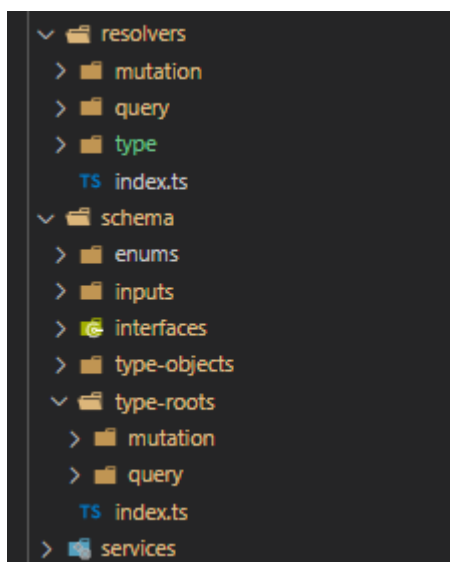 resolvers
mutation
query
type
TS index.ts
schema
enums
inputs
interfaces
type-objects
type-roots
mutation
query
TS index.ts
services